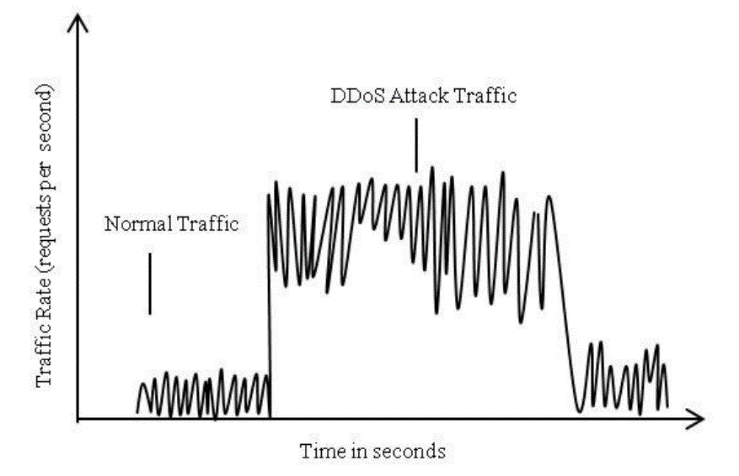 DDoS Attack Traffic
Normal Traffic
Traffic Rate (requests per second)
Time in seconds